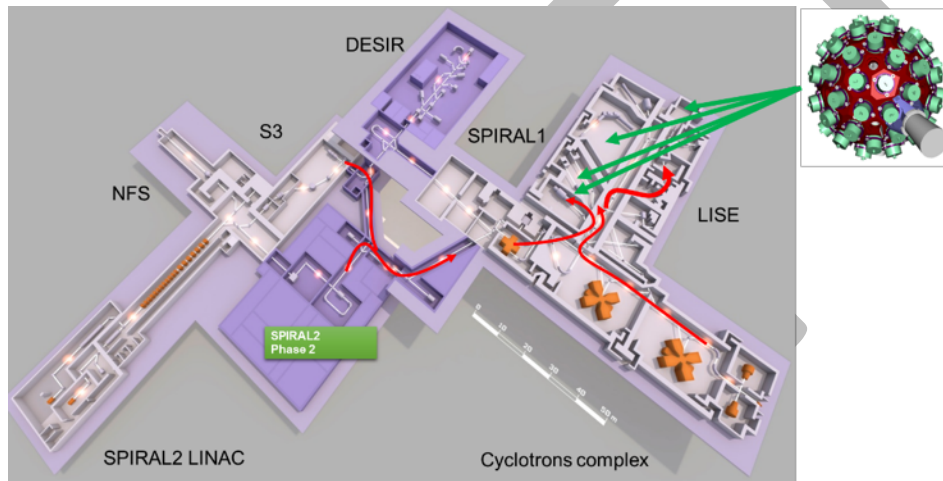 DESIR
S3
SPIRAL1
NFS
LISE
SPIRAL2
Phase 2
0
10
20
30
40
50 m
SPIRAL2 LINAC
Cyclotrons complex